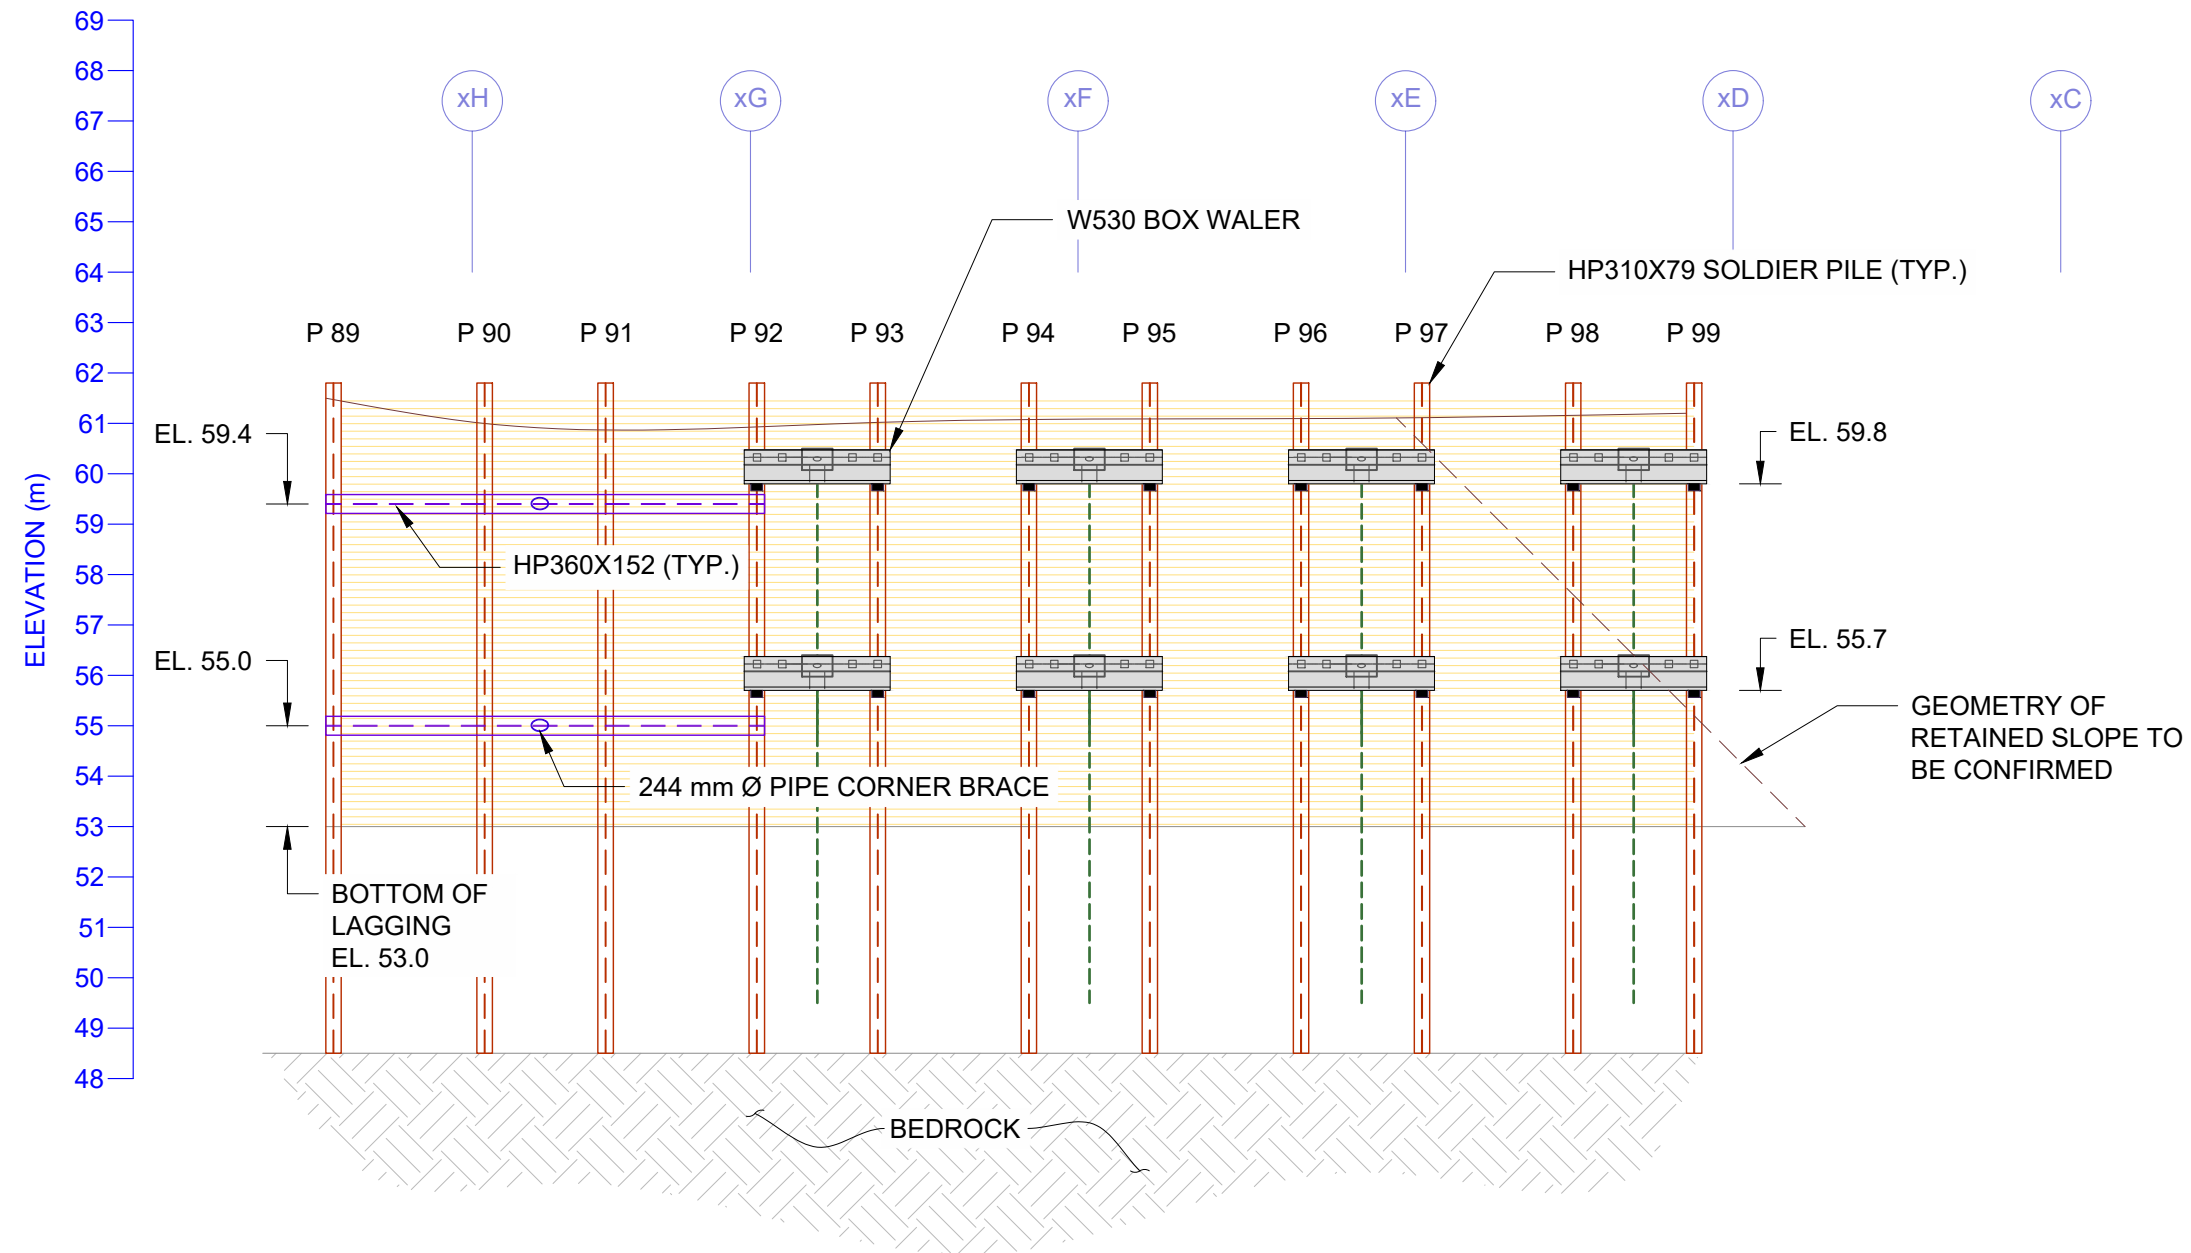 69
68
67
66
65
64
63
62
61
60
59
58
57
56
55
54
53
52
51
50
49
48
ELEVATION (m)
xH
xG
xF
xE
xD
xC
W530 BOX WALER
HP310X79 SOLDIER PILE (TYP.)
P 89
P 90
P 91
P 92
P 93
P 94
P 95
P 96
P 97
P 98
P 99
EL. 59.4
EL. 59.8
HP360X152 (TYP.)
EL. 55.0
EL. 55.7
GEOMETRY OF
RETAINED SLOPE TO
BE CONFIRMED
244 mm Ø PIPE CORNER BRACE
BOTTOM OF
LAGGING
EL. 53.0
BEDROCK